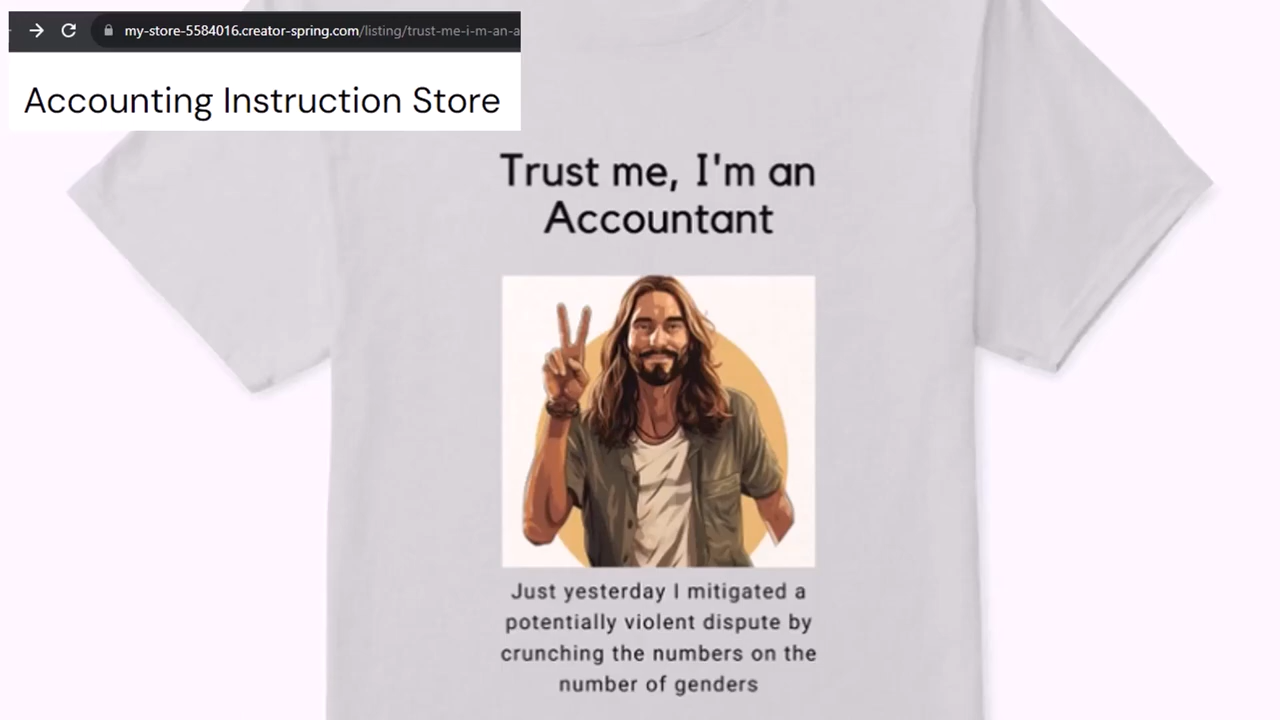 my-store-5584016.creator-spring.com/listing/trust-me-i-m-an-a
Accounting Instruction Store
Trust me, I'm an
Accountant
Just yesterday I mitigated a
potentially violent dispute by
crunching the numbers on the
number of genders